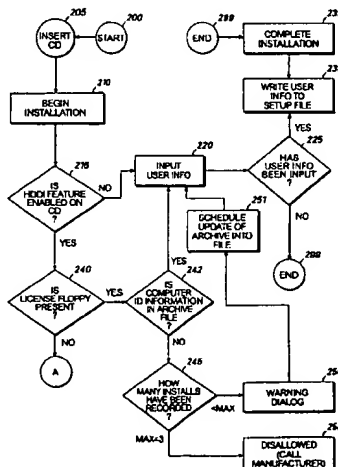 205
200
INSERT
CD
START
210
BEGIN
INSTALLATION
215
IS
HDDI FEATURE
ENABLED ON
CD
?
NO
YES
240
IS
LICENSE FLOPPY
PRESENT
?
YES
NO
A
299
END
COMPLETE
INSTALLATION
WRITE USER
INFO TO
SETUP FILE
YES
225
HAS
USER INFO
BEEN INPUT
?
NO
END
220
INPUT
USER INFO
251
SCHEDULE
UPDATE OF
ARCHIVE INTO
FILE
YES
242
IS
COMPUTER
ID INFORMATION
IN ARCHIVE
FILE
?
NO
245
HOW
MANY INSTALLS
HAVE BEEN
RECORDED
?
<MAX
MAX=3
WARNING
DIALOG
DISALLOWED
(CALL
MANUFACTURER)